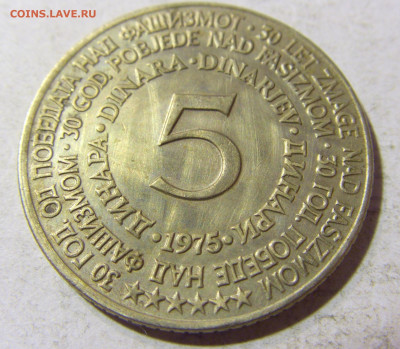 COINS.LAVE.RU
30 ГОД. ОД ПОБЕДАТА НАД ФАШИЗМОТ · 30 LET ZMAGE NAD FAŠIZMOM
· 30 GOD. POBJEDE NAD FAŠIZMOM · 30 ГОД. ПОБЕДЕ НАД ФАШИЗМОМ
ДИНАРА · DINARA · DINARJEV · ДИНАРИ
5
· 1975 ·